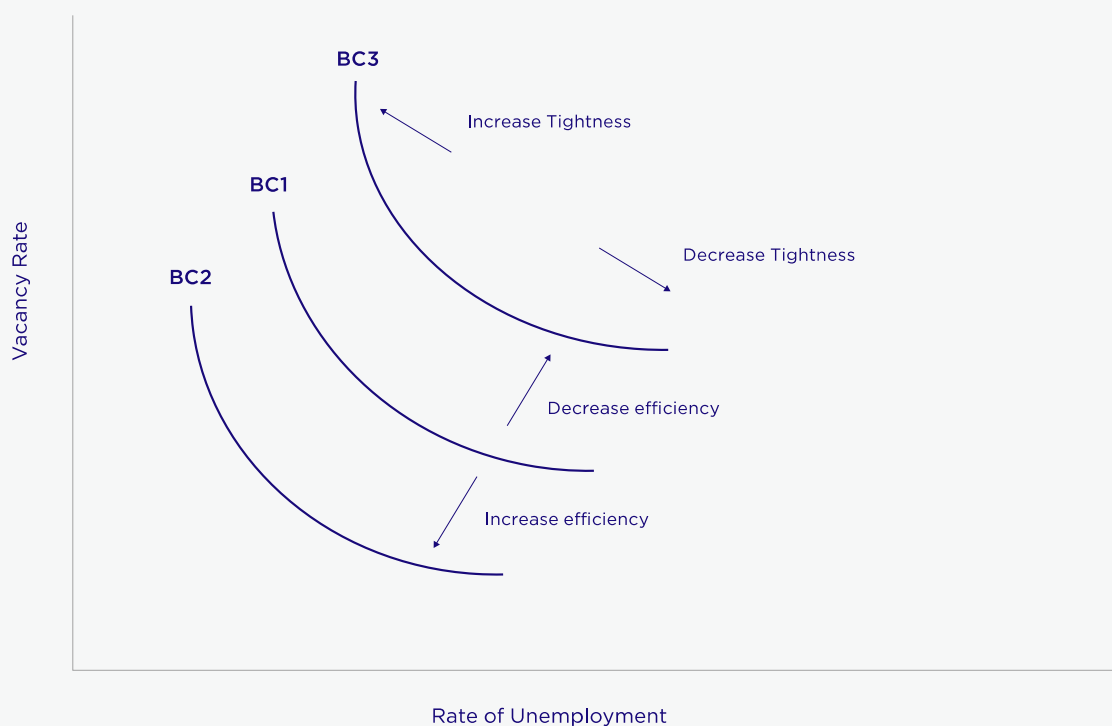 BC3
Increase Tightness
BC1
Vacancy Rate
Decrease Tightness
BC2
Decrease efficiency
Increase efficiency
Rate of Unemployment